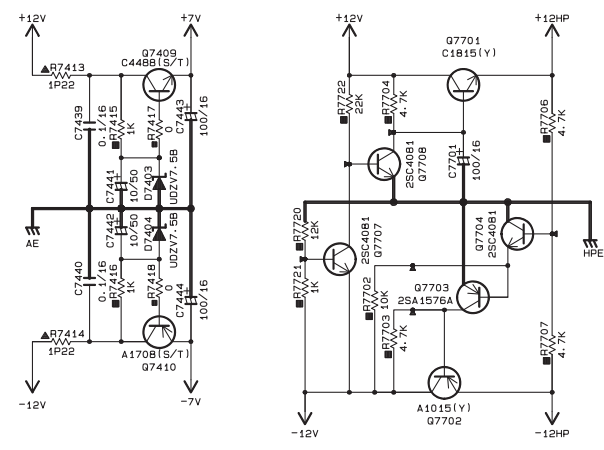 +12V
+7V
R7413
1P22
Q7409
C4488(S/T)
C7439
0.1/16
R7415
1K
R7417
0
C7443
100/16
C7441
10/50
D7403
UDZV7.5B
AE
C7442
10/50
D7404
UDZV7.5B
C7440
0.1/16
R7416
1K
R7418
0
C7444
100/16
R7414
1P22
A1708(S/T)
Q7410
-12V
-7V
+12V
+12HP
Q7701
C1815(Y)
R7722
22K
R7704
4.7K
R7706
4.7K
2SC4081
Q7708
C7701
100/16
R7720
12K
2SC4081
Q7707
Q7704
2SC4081
HPE
R7721
1K
R7702
10K
Q7703
2SA1576A
R7703
4.7K
R7707
4.7K
A1015(Y)
Q7702
-12V
-12HP